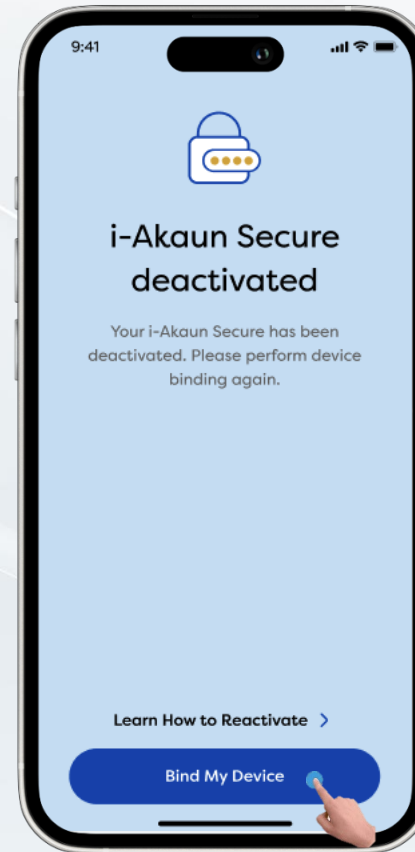 9:41
i-Akaun Secure
deactivated
Your i-Akaun Secure has been
deactivated. Please perform device
binding again.
Learn How to Reactivate
Bind My Device